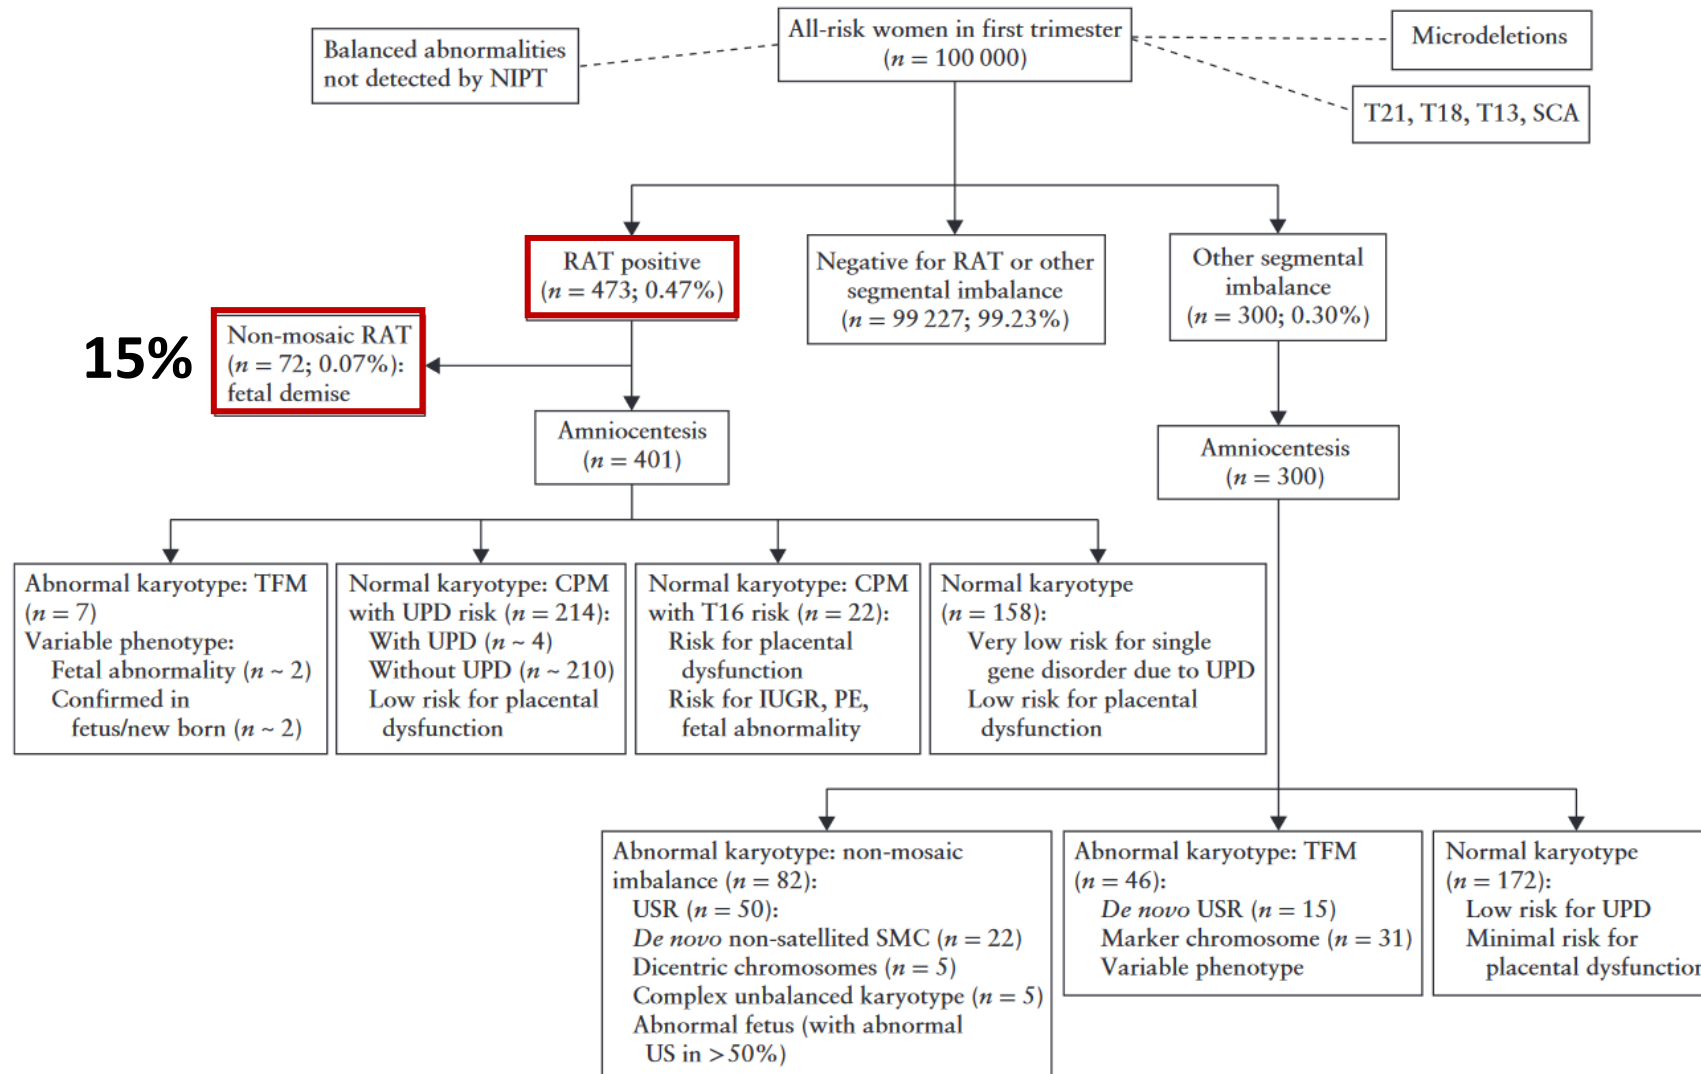 All-risk women in first trimester
(n = 100 000)
Balanced abnormalities
not detected by NIPT
Microdeletions
T21, T18, T13, SCA
RAT positive
(n = 473; 0.47%)
Negative for RAT or other
segmental imbalance
(n = 99 227; 99.23%)
Other segmental
imbalance
(n = 300; 0.30%)
15%
Non-mosaic RAT
(n = 72; 0.07%):
fetal demise
Amniocentesis
(n = 401)
Amniocentesis
(n = 300)
Abnormal karyotype: TFM
(n = 7)
Variable phenotype:
Fetal abnormality (n ~ 2)
Confirmed in
fetus/new born (n ~ 2)
Normal karyotype: CPM
with UPD risk (n = 214):
With UPD (n ~ 4)
Without UPD (n ~ 210)
Low risk for placental
dysfunction
Normal karyotype: CPM
with T16 risk (n = 22):
Risk for placental
dysfunction
Risk for IUGR, PE,
fetal abnormality
Normal karyotype
(n = 158):
Very low risk for single
gene disorder due to UPD
Low risk for placental
dysfunction
Abnormal karyotype: non-mosaic
imbalance (n = 82):
USR (n = 50):
De novo non-satellited SMC (n = 22)
Dicentric chromosomes (n = 5)
Complex unbalanced karyotype (n = 5)
Abnormal fetus (with abnormal
US in >50%)
Abnormal karyotype: TFM
(n = 46):
De novo USR (n = 15)
Marker chromosome (n = 31)
Variable phenotype
Normal karyotype
(n = 172):
Low risk for UPD
Minimal risk for
placental dysfunction